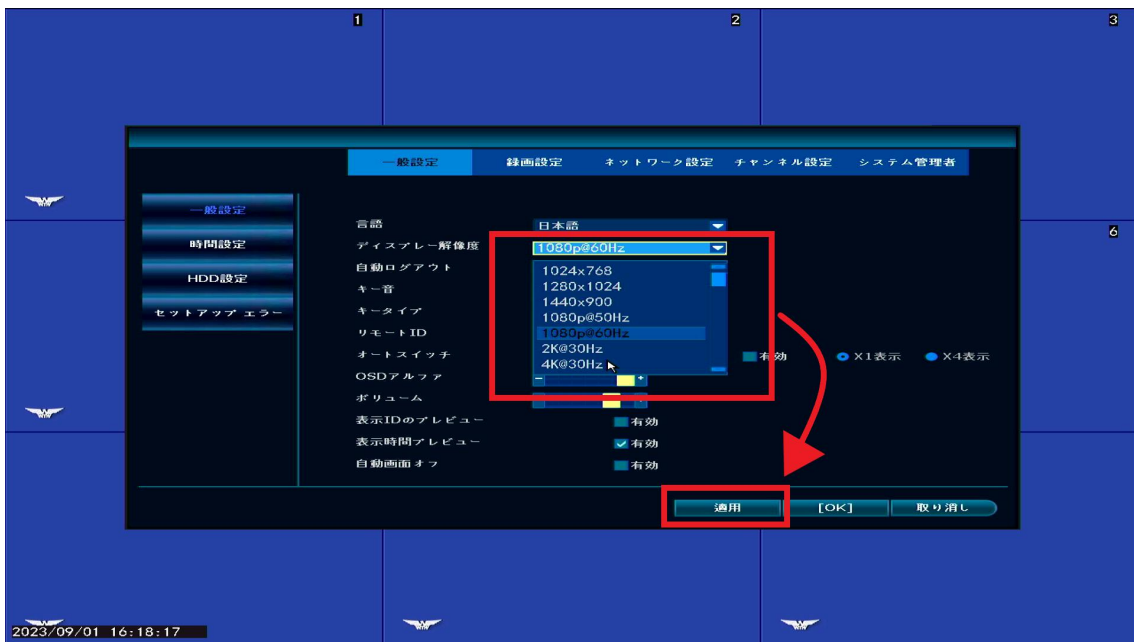 1
2
3
一般設定 録画設定 ネットワーク設定 チャンネル設定 システム管理者
一般設定
時間設定
HDD設定
セットアップ エラー
言語 日本語
ディスプレー解像度 1080p@60Hz
自動ログアウト
キー音
キータイプ
リモートID
オートスイッチ
OSDアルファ
ボリューム
表示IDのプレビュー
表示時間プレビュー
自動画面オフ
1024x768
1280x1024
1440x900
1080p@50Hz
1080p@60Hz
2K@30Hz
4K@30Hz
有効 X1表示 X4表示
- +
有効
有効
有効
適用 [OK] 取り消し
6
2023/09/01 16:18:17